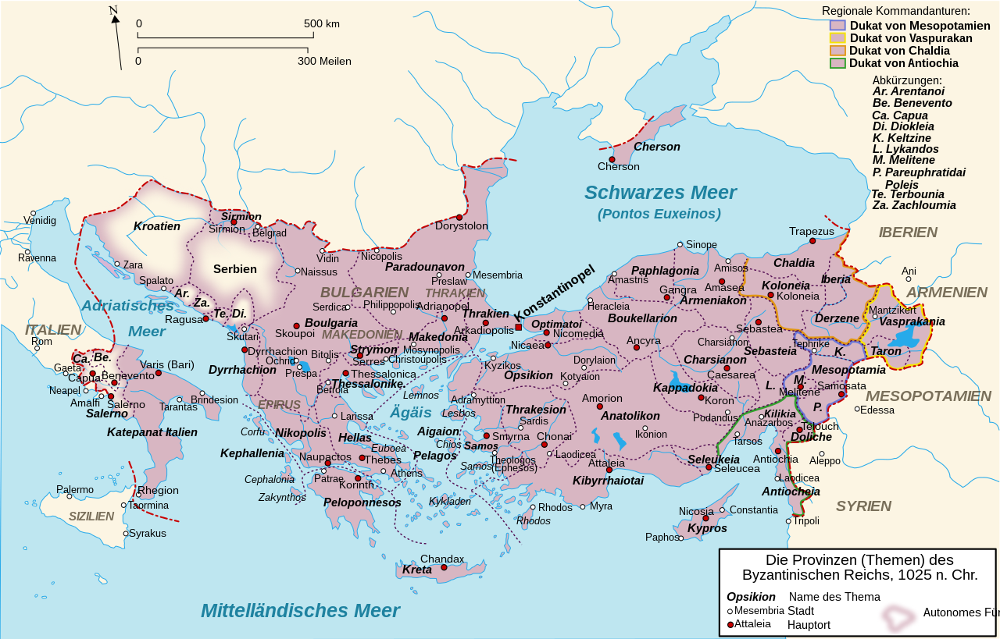 N
0
500 km
0
300 Meilen
Regionale Kommandanturen:
Dukat von Mesopotamien
Dukat von Vaspurakan
Dukat von Chaldia
Dukat von Antiochia
Abkürzungen:
Ar. Arentanoi
Be. Benevento
Ca. Capua
Di. Diokleia
K. Keltzine
L. Lykandos
M. Melitene
P. Pareuphratidai
Poleis
Te. Terbounia
Za. Zachloumia
Cherson
Cherson
Schwarzes Meer
(Pontos Euxeinos)
IBERIEN
ARMENIEN
MESOPOTAMIEN
SYRIEN
ITALIEN
SIZILIEN
BULGARIEN
THRAKIEN
MAKEDONIEN
EPIRUS
Adriatisches
Meer
Ägäis
Mittelländisches Meer
Venedig
Ravenna
Rom
Gaeta
Capua
Neapel
Amalfi
Salerno
Salerno
Ca.
Be.
Benevento
Varis (Bari)
Tarantas
Brindesion
Katepanat Italien
Palermo
Rhegion
Taormina
Syrakus
Kroatien
Zara
Spalato
Ar.
Za.
Te.
Di.
Ragusa
Skutari
Serbien
Sirmion
Sirmion
Belgrad
Vidin
Naissus
Nicopolis
Paradounavon
Dorystolon
Preslaw
Mesembria
Serdica
Philippopolis
Adrianopel
Thrakien
Arkadiopolis
Konstantinopel
Boulgaria
Skoupoi
Makedonia
Mosynopolis
Strymon
Serres
Christoupolis
Dyrrhachion
Dyrrhachion
Ochrid
Prespa
Bitolis
Berroia
Thessalonica
Thessalonike
Lemnos
Larissa
Corfu
Nikopolis
Hellas
Kephallenia
Naupactos
Euboea
Thebes
Athens
Cephalonia
Patrae
Korinth
Zakynthos
Peloponnesos
Aigaion
Pelagos
Chios
Samos
Samos
Lesbos
Kykladen
Chandax
Kreta
Optimatoi
Nicomedia
Nicaea
Kyzikos
Opsikion
Dorylaion
Kotyaion
Adramyttion
Thrakesion
Sardis
Smyrna
Chonai
Theologos
(Ephesos)
Laodicea
Attaleia
Kibyrrhaiotai
Rhodos
Rhodos
Myra
Amorion
Anatolikon
Ikonion
Heracleia
Boukellarion
Ancyra
Amastris
Paphlagonia
Gangra
Sinope
Amisos
Amasea
Armeniakon
Charsianon
Charsianon
Caesarea
Kappadokia
Koron
Podandus
Sebastea
Sebasteia
Trapezus
Chaldia
Koloneia
Koloneia
Iberia
Derzene
Tephrike
K.
Mesopotamia
Taron
Mantzikert
Vasprakania
Ani
L.
M.
Melitene
Samosata
P.
Edessa
Kilikia
Anazarbos
Tarsos
Telouch
Doliche
Seleukeia
Seleucea
Antiochia
Aleppo
Laodicea
Antiocheia
Tripoli
Nicosia
Constantia
Kypros
Paphos
Die Provinzen (Themen) des
Byzantinischen Reichs, 1025 n. Chr.
Opsikion Name des Thema
Mesembria Stadt
Attaleia Hauptort
Autonomes Für